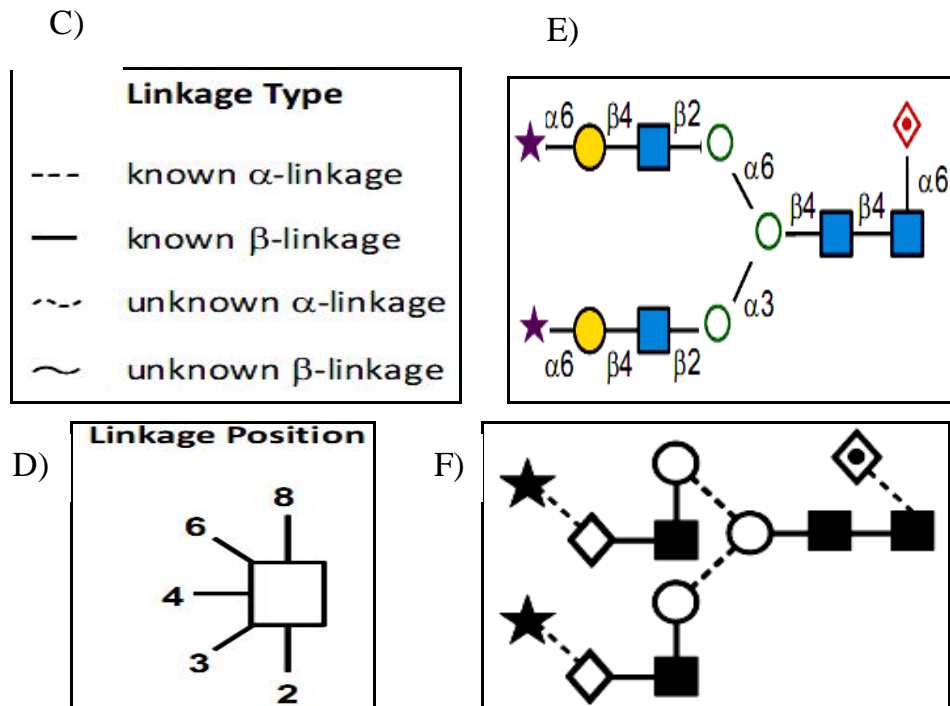 C)
Linkage Type
known α-linkage
known β-linkage
unknown α-linkage
unknown β-linkage
E)
α6 β4 β2
α6
α6
β4 β4
α3
α6 β4 β2
D)
Linkage Position
8
6
4
3
2
F)